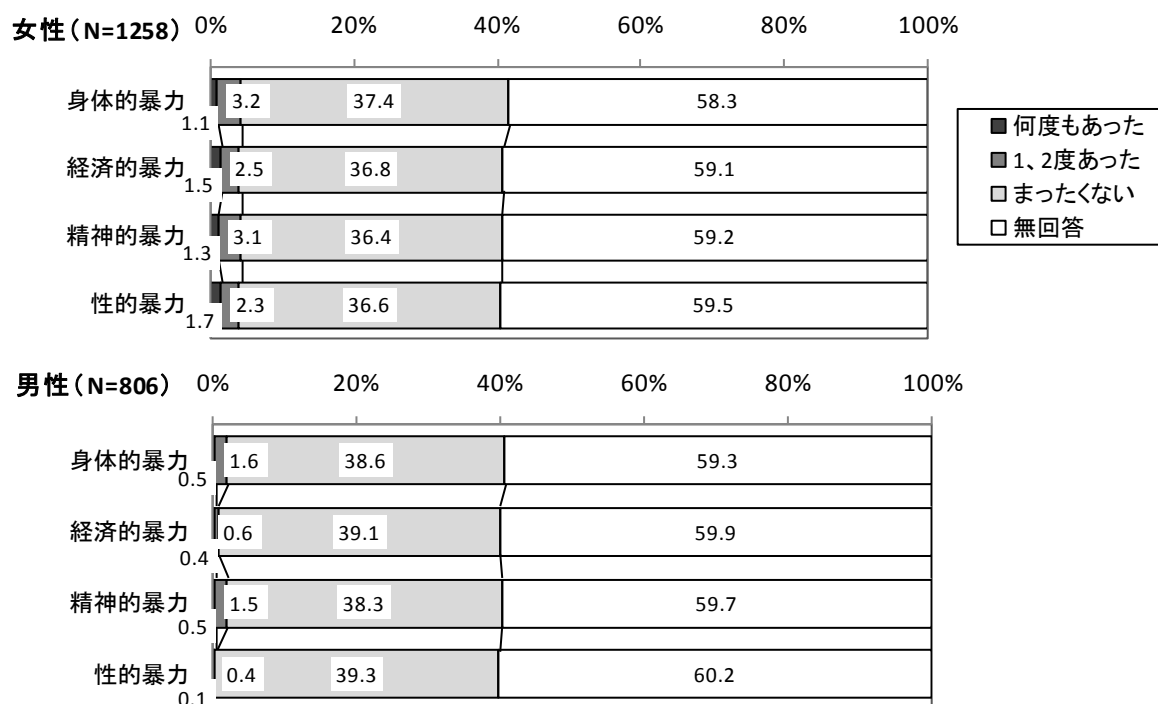 女性(N=1258)
0% 20% 40% 60% 80% 100%
身体的暴力 1.1 3.2 37.4 58.3
経済的暴力 1.5 2.5 36.8 59.1
精神的暴力 1.3 3.1 36.4 59.2
性的暴力 1.7 2.3 36.6 59.5
何度もあった
1、2度あった
まったくない
無回答
男性(N=806)
0% 20% 40% 60% 80% 100%
身体的暴力 0.5 1.6 38.6 59.3
経済的暴力 0.4 0.6 39.1 59.9
精神的暴力 0.5 1.5 38.3 59.7
性的暴力 0.1 0.4 39.3 60.2